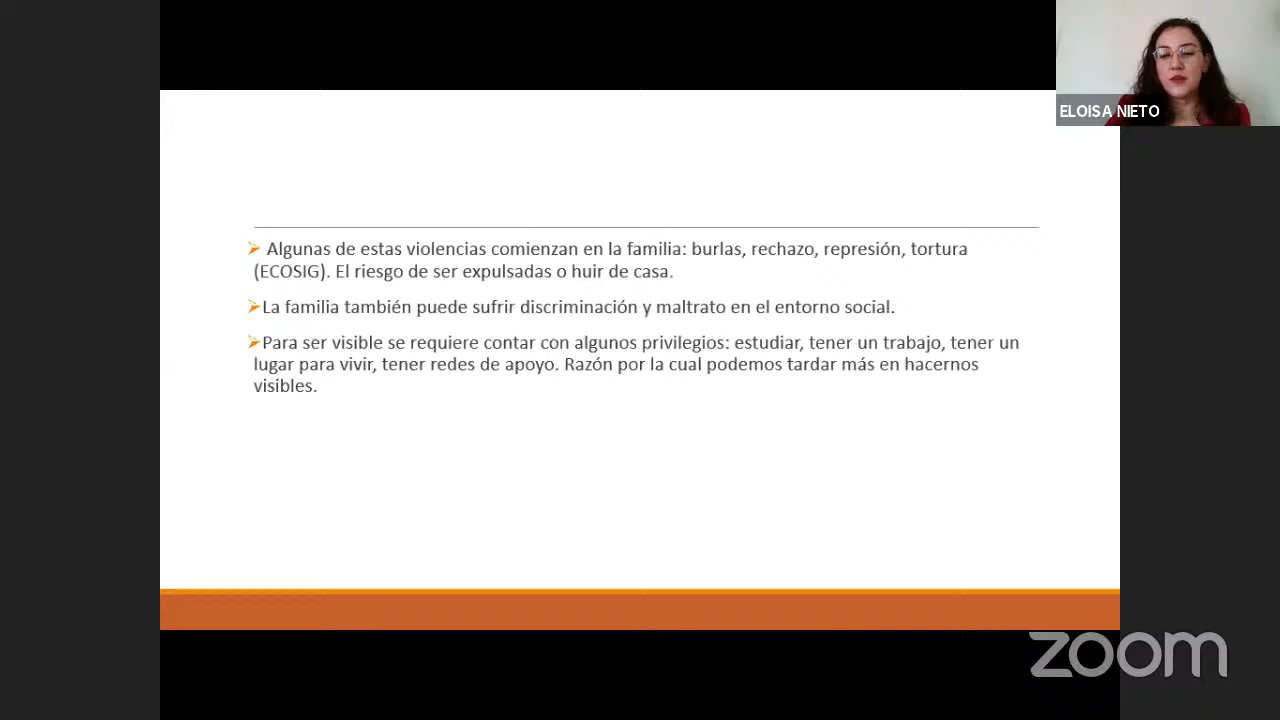 ELOISA NIETO
Algunas de estas violencias comienzan en la familia: burlas, rechazo, represión, tortura
(ECOSIG). El riesgo de ser expulsadas o huir de casa.
La familia también puede sufrir discriminación y maltrato en el entorno social.
Para ser visible se requiere contar con algunos privilegios: estudiar, tener un trabajo, tener un
lugar para vivir, tener redes de apoyo. Razón por la cual podemos tardar más en hacernos
visibles.
zoom